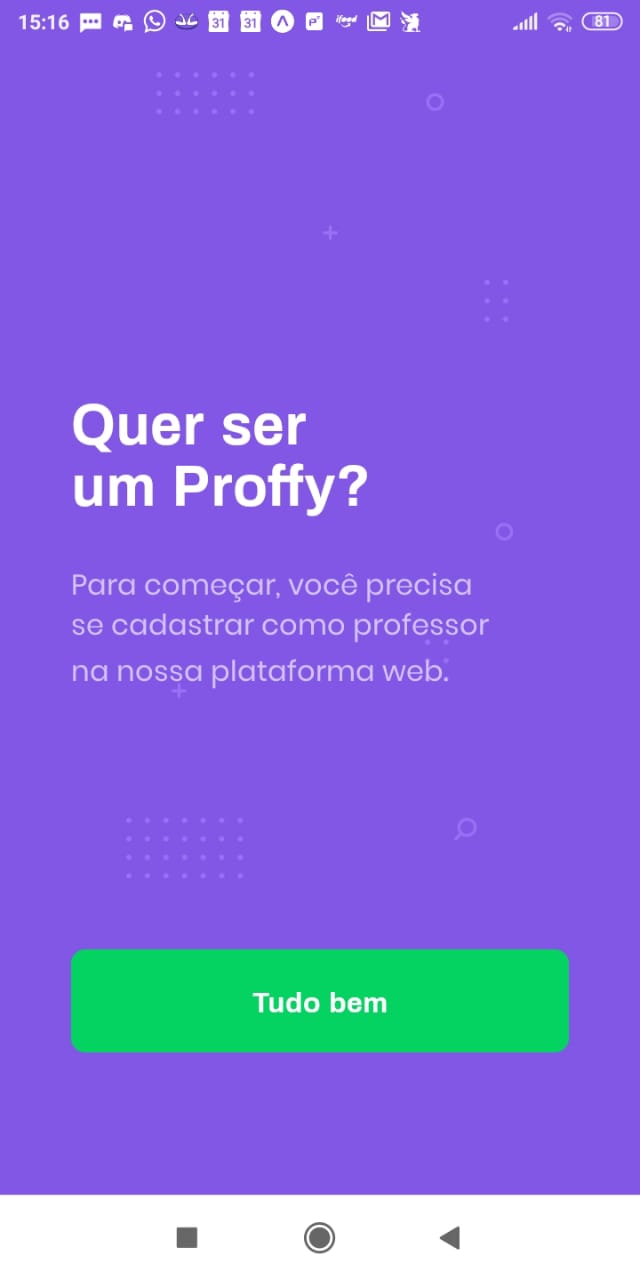 15:16 31 31 ifood 81
Quer ser
um Proffy?
Para começar, você precisa
se cadastrar como professor
na nossa plataforma web.
Tudo bem